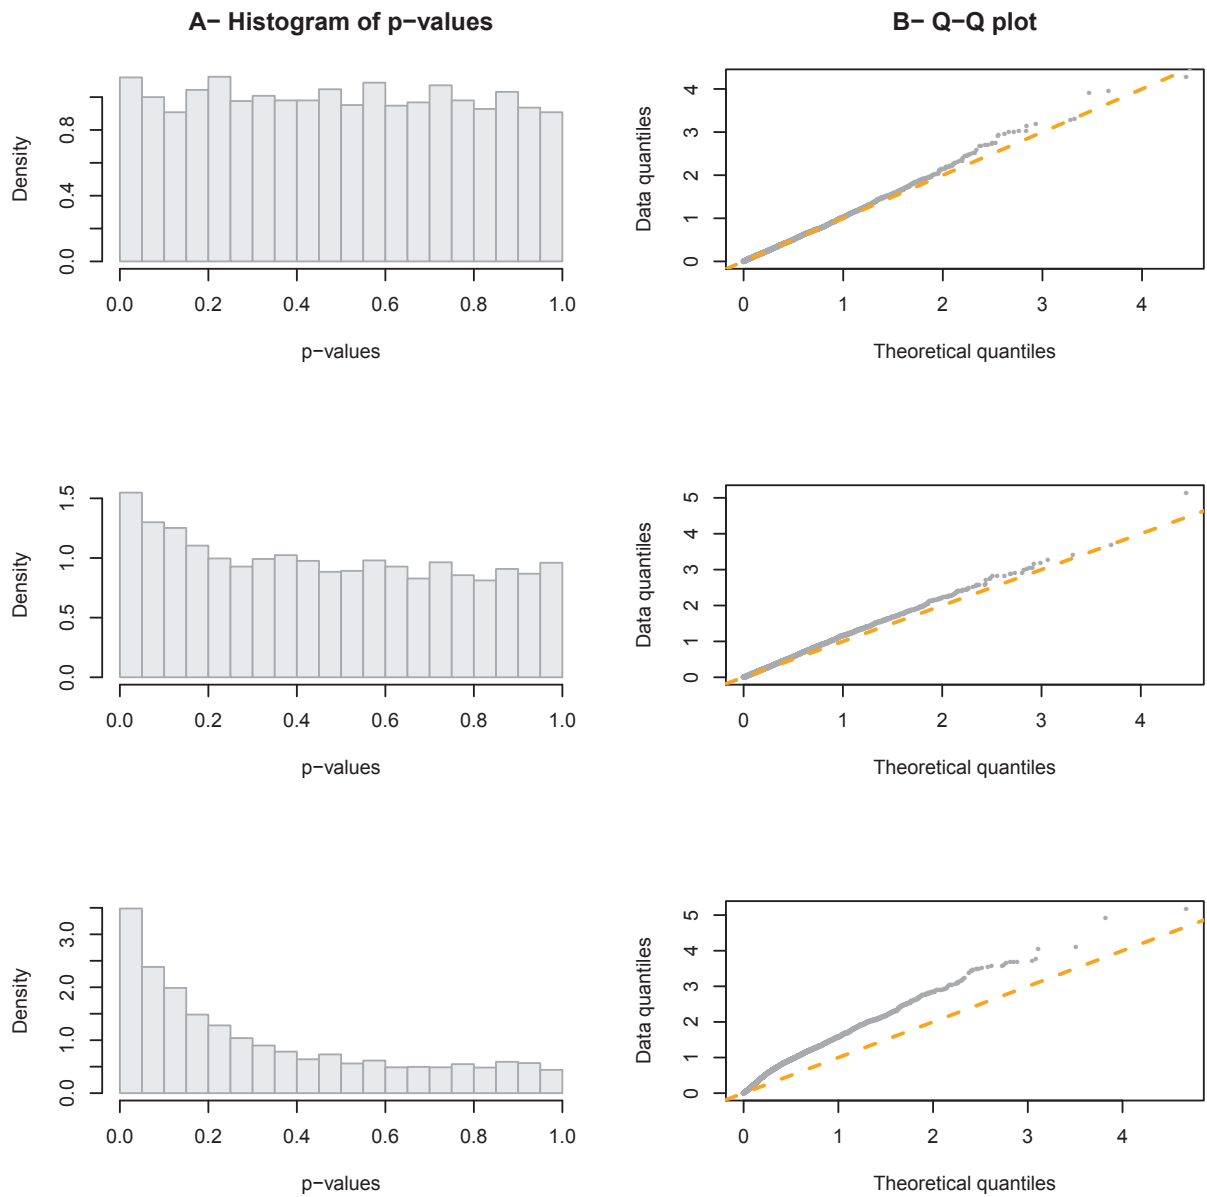 A− Histogram of p−values
B− Q−Q plot
Density
0.0 0.4 0.8
0.0 0.2 0.4 0.6 0.8 1.0
p−values
Data quantiles
0 1 2 3 4
0 1 2 3 4
Theoretical quantiles
Density
0.0 0.5 1.0 1.5
0.0 0.2 0.4 0.6 0.8 1.0
p−values
Data quantiles
0 1 2 3 4 5
0 1 2 3 4
Theoretical quantiles
Density
0.0 1.0 2.0 3.0
0.0 0.2 0.4 0.6 0.8 1.0
p−values
Data quantiles
0 1 2 3 4 5
0 1 2 3 4
Theoretical quantiles